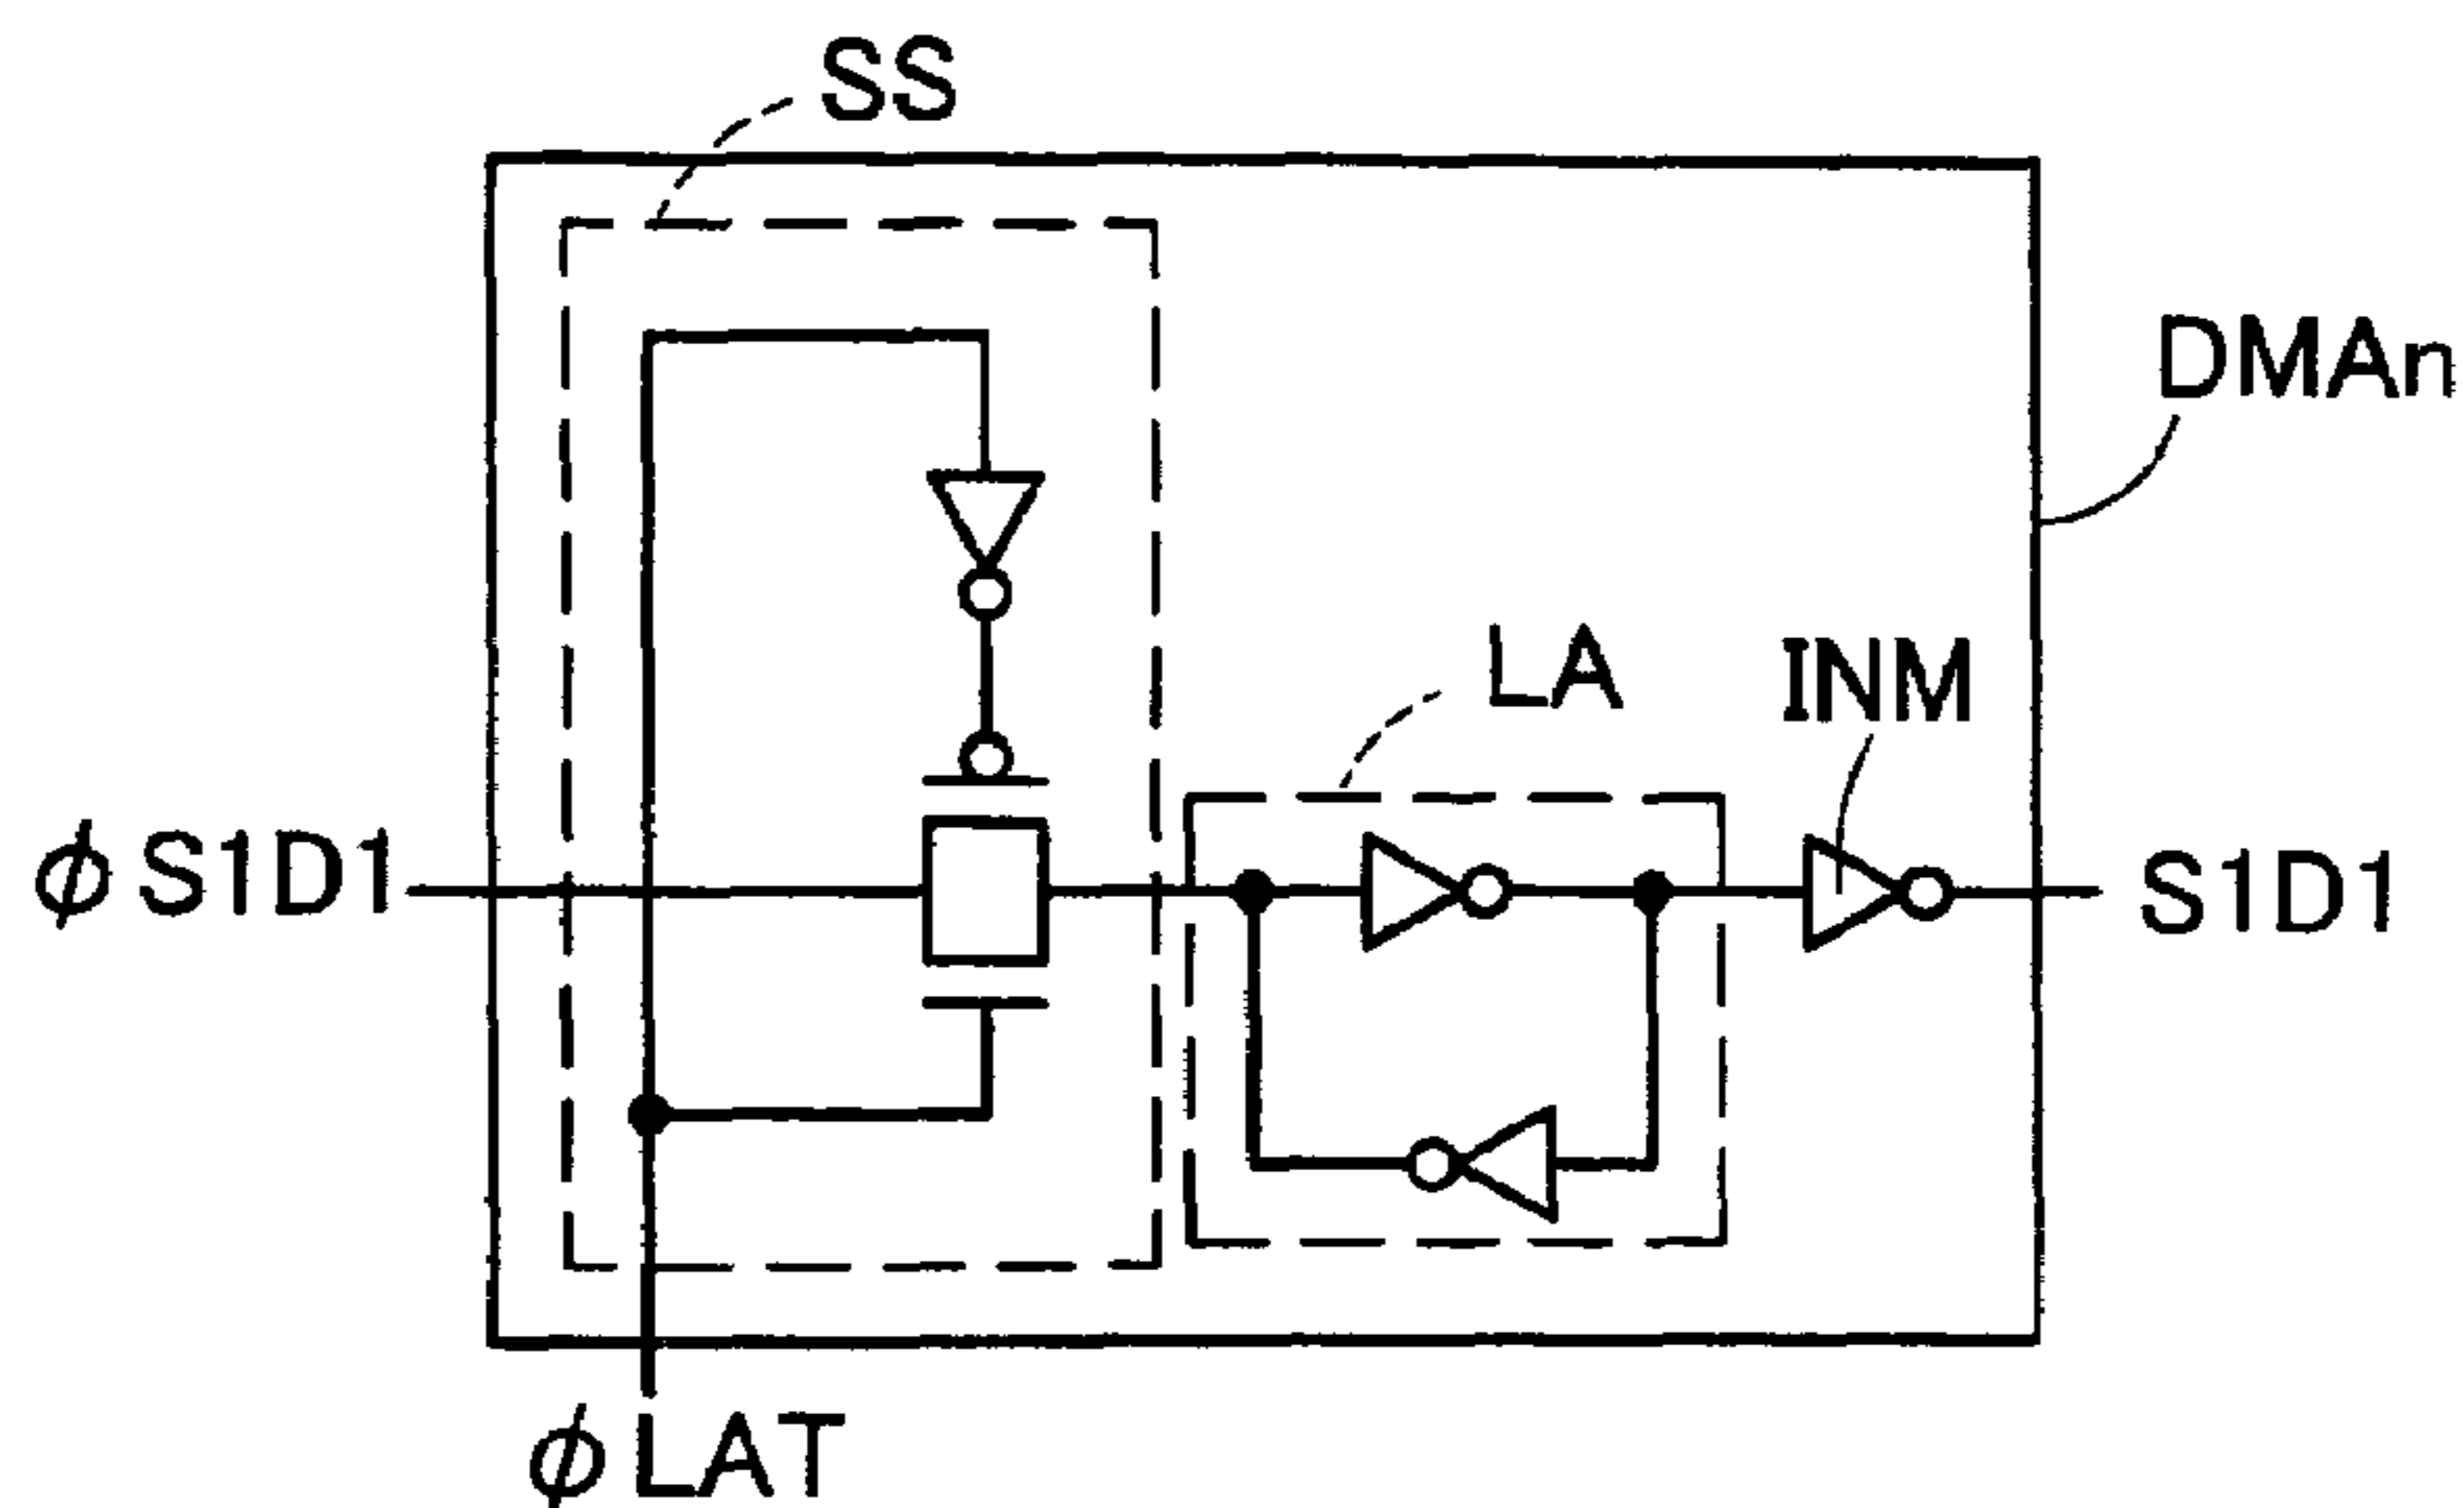 SS
DMAn
LA
INM
φS1D1
S1D1
φLAT